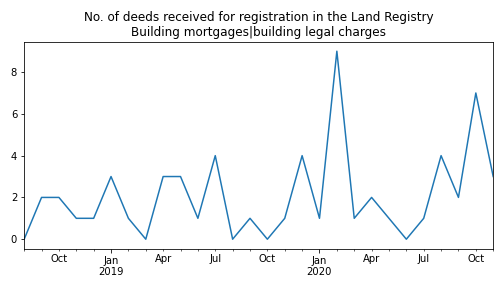 No. of deeds received for registration in the Land Registry
Building mortgages|building legal charges
8
6
4
2
0
Oct Jan Apr Jul Oct Jan Apr Jul Oct
2019 2020